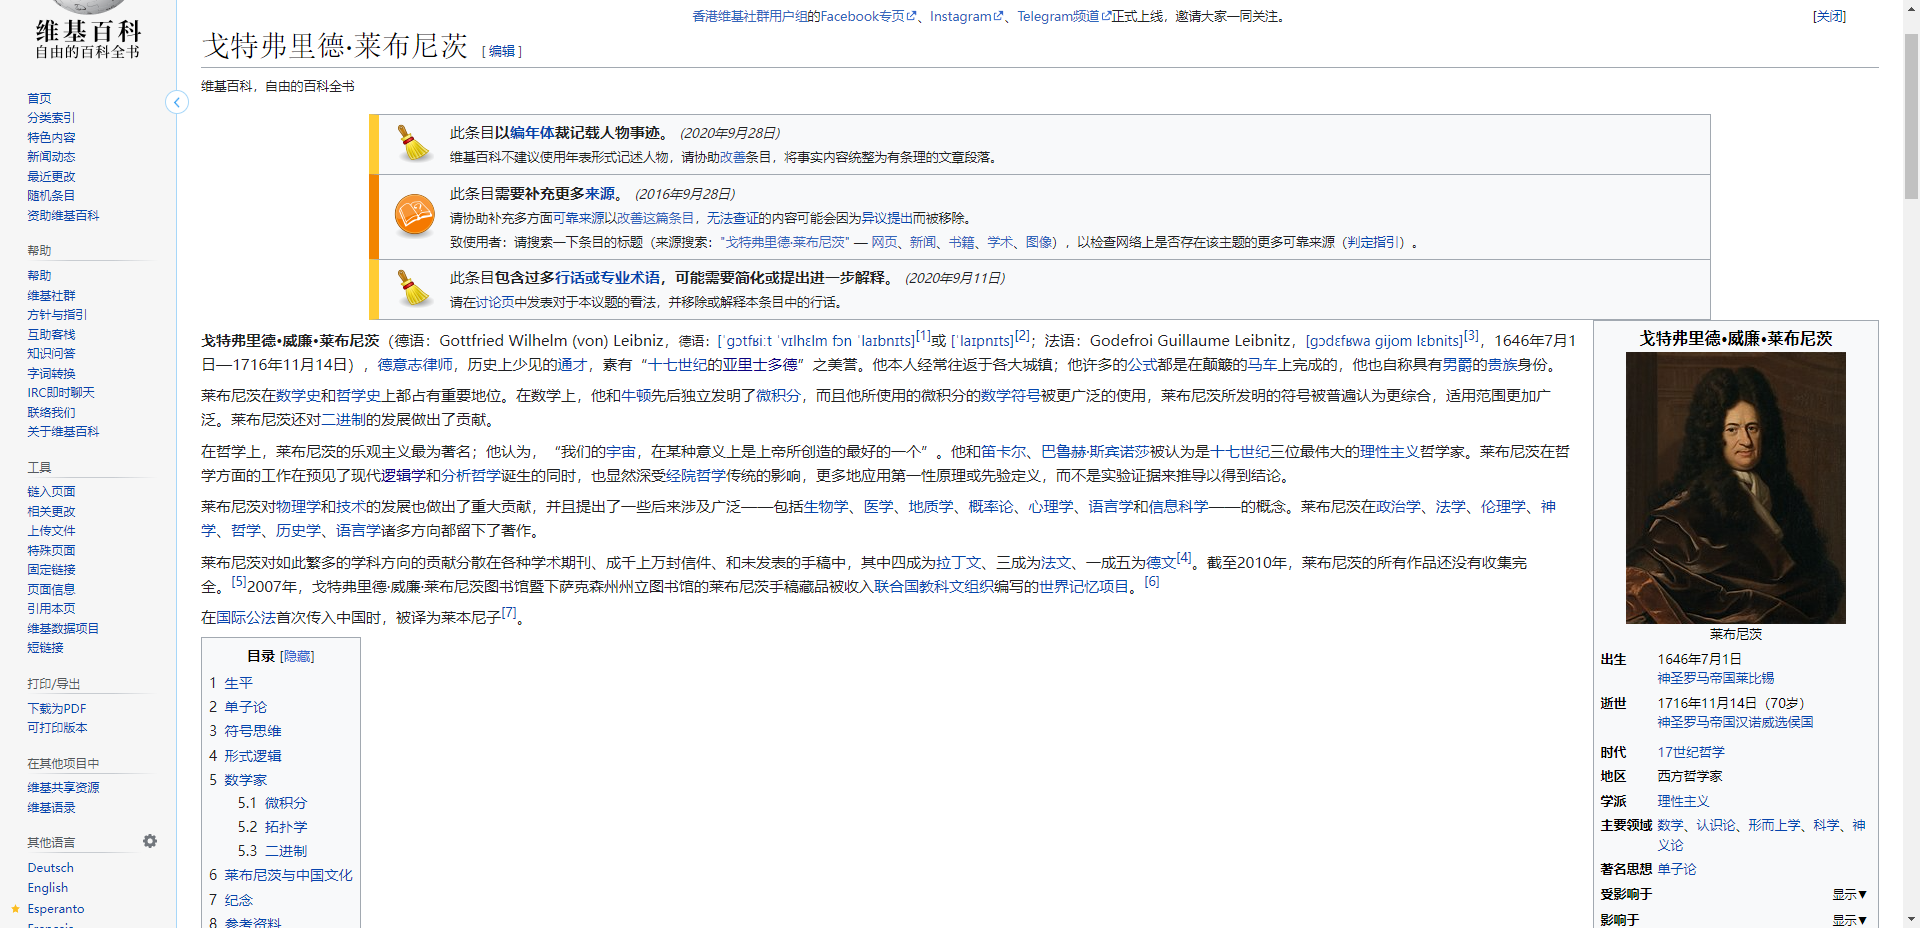 维基百科
自由的百科全书
香港维基社群用户组的Facebook专页、Instagram、Telegram频道正式上线，邀请大家一同关注。
[关闭]
戈特弗里德·莱布尼茨 [编辑]
维基百科，自由的百科全书
首页
分类索引
特色内容
新闻动态
最近更改
随机条目
资助维基百科
帮助
帮助
维基社群
方针与指引
互助客栈
知识问答
字词转换
IRC即时聊天
联络我们
关于维基百科
工具
链入页面
相关更改
上传文件
特殊页面
固定链接
页面信息
引用本页
维基数据项目
短链接
打印/导出
下载为PDF
可打印版本
在其他项目中
维基共享资源
维基语录
其他语言
Deutsch
English
Esperanto
此条目以编年体裁记载人物事迹。 (2020年9月28日)
维基百科不建议使用年表形式记述人物，请协助改善条目，将事实内容统整为有条理的文章段落。
此条目需要补充更多来源。 (2016年9月28日)
请协助补充多方面可靠来源以改善这篇条目，无法查证的内容可能会因为异议提出而被移除。
致使用者：请搜索一下条目的标题（来源搜索："戈特弗里德·莱布尼茨" — 网页、新闻、书籍、学术、图像），以检查网络上是否存在该主题的更多可靠来源（判定指引）。
此条目包含过多行话或专业术语，可能需要简化或提出进一步解释。 (2020年9月11日)
请在讨论页中发表对于本议题的看法，并移除或解释本条目中的行话。
戈特弗里德·威廉·莱布尼茨（德语：Gottfried Wilhelm (von) Leibniz，德语：[ˈɡɔtfʁiːt ˈvɪlhɛlm fɔn ˈlaɪbnɪts][1]或 [ˈlaɪpnɪts][2]；法语：Godefroi Guillaume Leibnitz，[ɡɔdɛfʁwa ɡijom lɛbnits][3]，1646年7月1
日—1716年11月14日），德意志律师，历史上少见的通才，素有“十七世纪的亚里士多德”之美誉。他本人经常往返于各大城镇；他许多的公式都是在颠簸的马车上完成的，他也自称具有男爵的贵族身份。
莱布尼茨在数学史和哲学史上都占有重要地位。在数学上，他和牛顿先后独立发明了微积分，而且他所使用的微积分的数学符号被更广泛的使用，莱布尼茨所发明的符号被普遍认为更综合，适用范围更加广
泛。莱布尼茨还对二进制的发展做出了贡献。
在哲学上，莱布尼茨的乐观主义最为著名；他认为，“我们的宇宙，在某种意义上是上帝所创造的最好的一个”。他和笛卡尔、巴鲁赫·斯宾诺莎被认为是十七世纪三位最伟大的理性主义哲学家。莱布尼茨在哲
学方面的工作在预见了现代逻辑学和分析哲学诞生的同时，也显然深受经院哲学传统的影响，更多地应用第一性原理或先验定义，而不是实验证据来推导以得到结论。
莱布尼茨对物理学和技术的发展也做出了重大贡献，并且提出了一些后来涉及广泛——包括生物学、医学、地质学、概率论、心理学、语言学和信息科学——的概念。莱布尼茨在政治学、法学、伦理学、神
学、哲学、历史学、语言学诸多方向都留下了著作。
莱布尼茨对如此繁多的学科方向的贡献分散在各种学术期刊、成千上万封信件、和未发表的手稿中，其中四成为拉丁文、三成为法文、一成五为德文[4]。截至2010年，莱布尼茨的所有作品还没有收集完
全。[5]2007年，戈特弗里德·威廉·莱布尼茨图书馆暨下萨克森州州立图书馆的莱布尼茨手稿藏品被收入联合国教科文组织编写的世界记忆项目。[6]
在国际公法首次传入中国时，被译为莱本尼子[7]。
目录 [隐藏]
1 生平
2 单子论
3 符号思维
4 形式逻辑
5 数学家
5.1 微积分
5.2 拓扑学
5.3 二进制
6 莱布尼茨与中国文化
7 纪念
8 参考资料
戈特弗里德·威廉·莱布尼茨
莱布尼茨
出生 1646年7月1日
神圣罗马帝国莱比锡
逝世 1716年11月14日（70岁）
神圣罗马帝国汉诺威选侯国
时代 17世纪哲学
地区 西方哲学家
学派 理性主义
主要领域 数学、认识论、形而上学、科学、神
义论
著名思想 单子论
受影响于 显示▼
影响于 显示▼